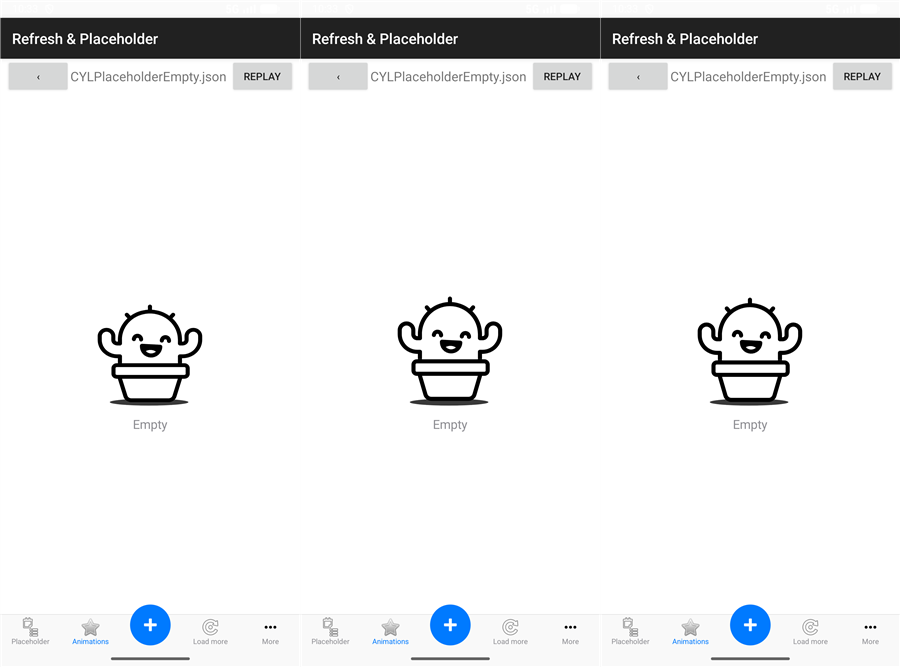 Refresh & Placeholder
‹ CYLPlaceholderEmpty.json REPLAY
Empty
Placeholder Animations + Load more More
Refresh & Placeholder
‹ CYLPlaceholderEmpty.json REPLAY
Empty
Placeholder Animations + Load more More
Refresh & Placeholder
‹ CYLPlaceholderEmpty.json REPLAY
Empty
Placeholder Animations + Load more More